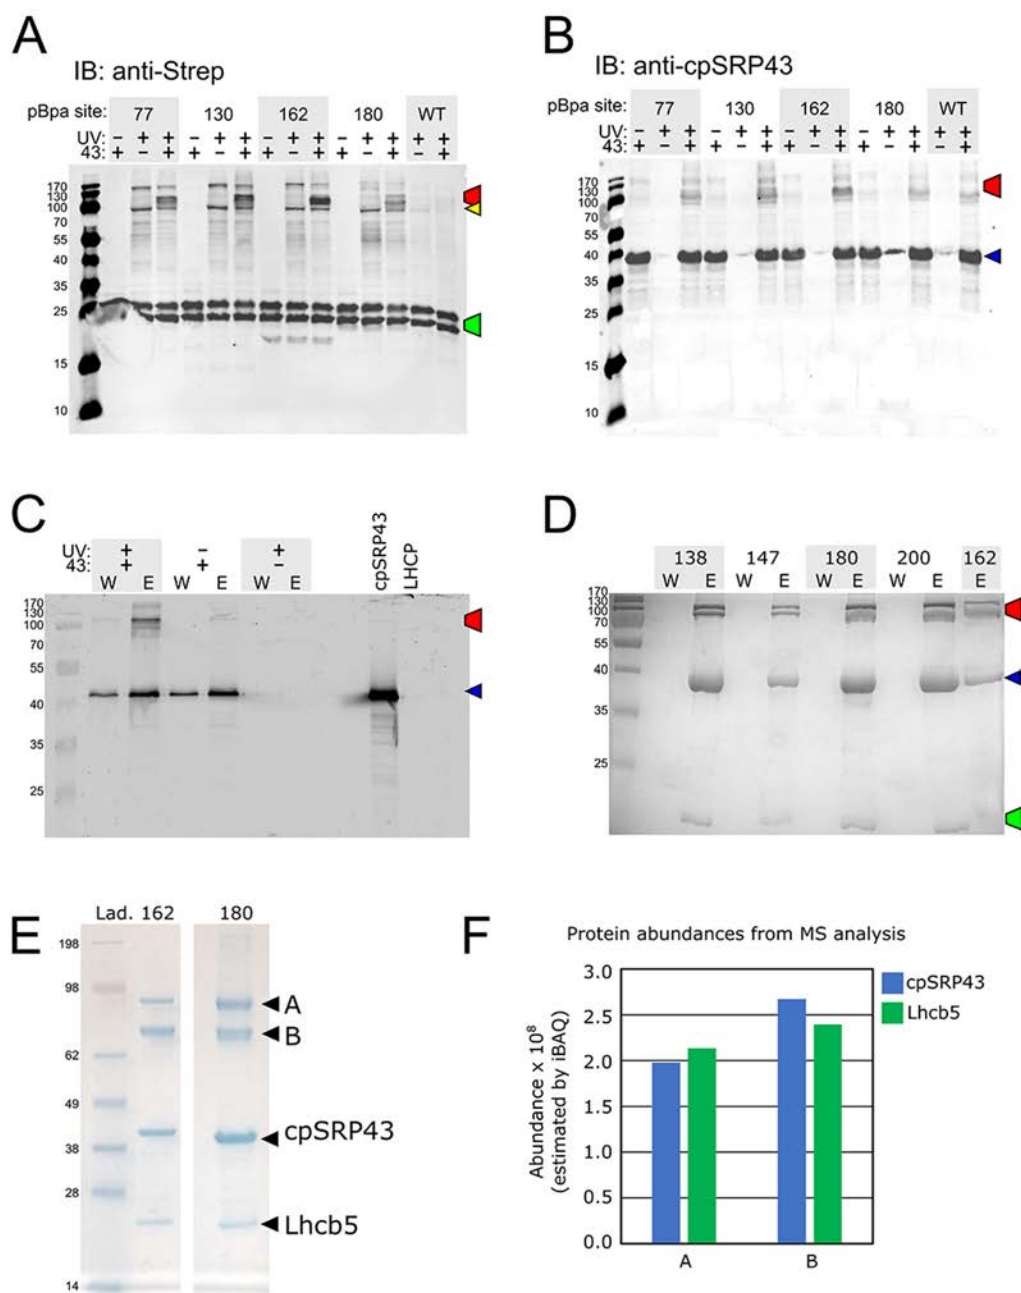 A
IB: anti-Strep
pBpa site: 77 130 162 180 WT
UV: − + + − + + − + + − + + + +
43: + − + + − + + − + + − + − +
170
130
100
70
55
40
35
25
15
10
B
IB: anti-cpSRP43
pBpa site: 77 130 162 180 WT
UV: − + + − + + − + + − + + + +
43: + − + + − + + − + + − + − +
170
130
100
70
55
40
35
25
15
10
C
UV: + − +
43: + + −
W E W E W E cpSRP43 LHCP
170
130
100
70
55
40
35
25
D
138 147 180 200 162
W E W E W E W E E
170
130
100
70
55
40
35
25
E
Lad. 162 180
198
98
62
49
38
28
14
A
B
cpSRP43
Lhcb5
F
Protein abundances from MS analysis
Abundance x 10⁸
(estimated by iBAQ)
3.0
2.5
2.0
1.5
1.0
0.5
0.0
A B
cpSRP43
Lhcb5